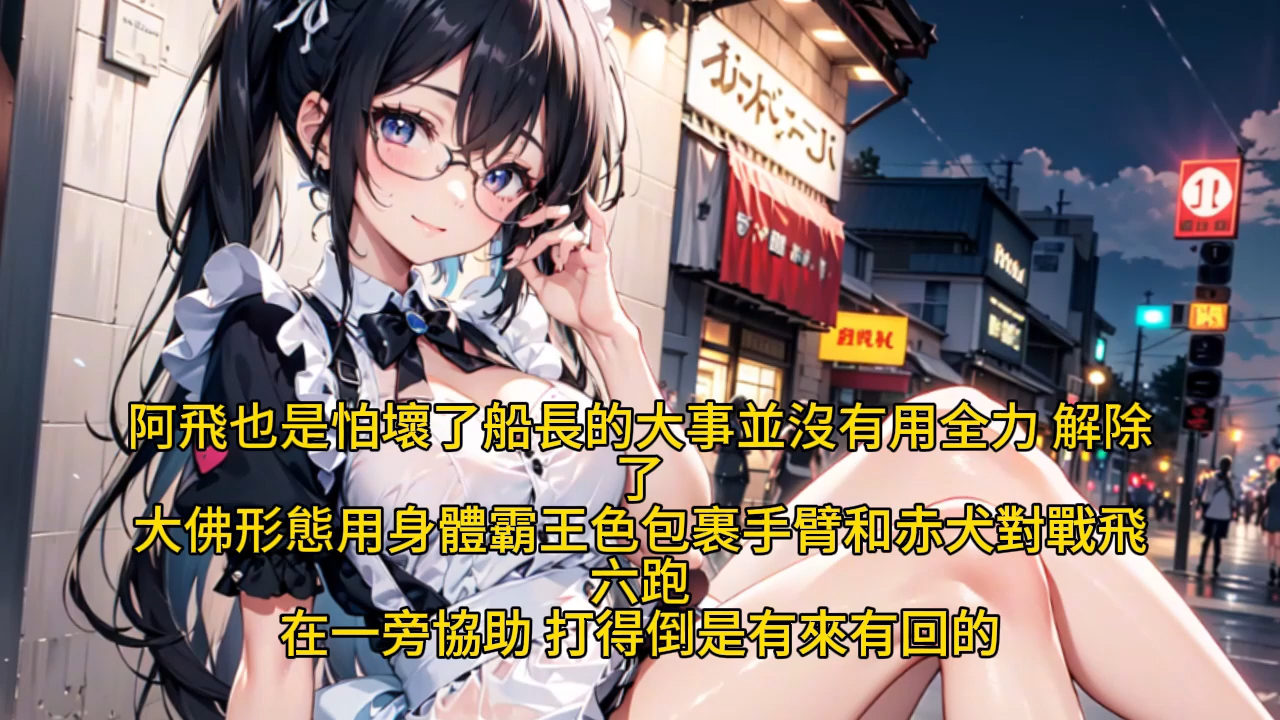 阿飛也是怕壞了船長的大事並沒有用全力 解除
了
大佛形態用身體霸王色包裹手臂和赤犬對戰飛
六跑
在一旁協助 打得倒是有來有回的